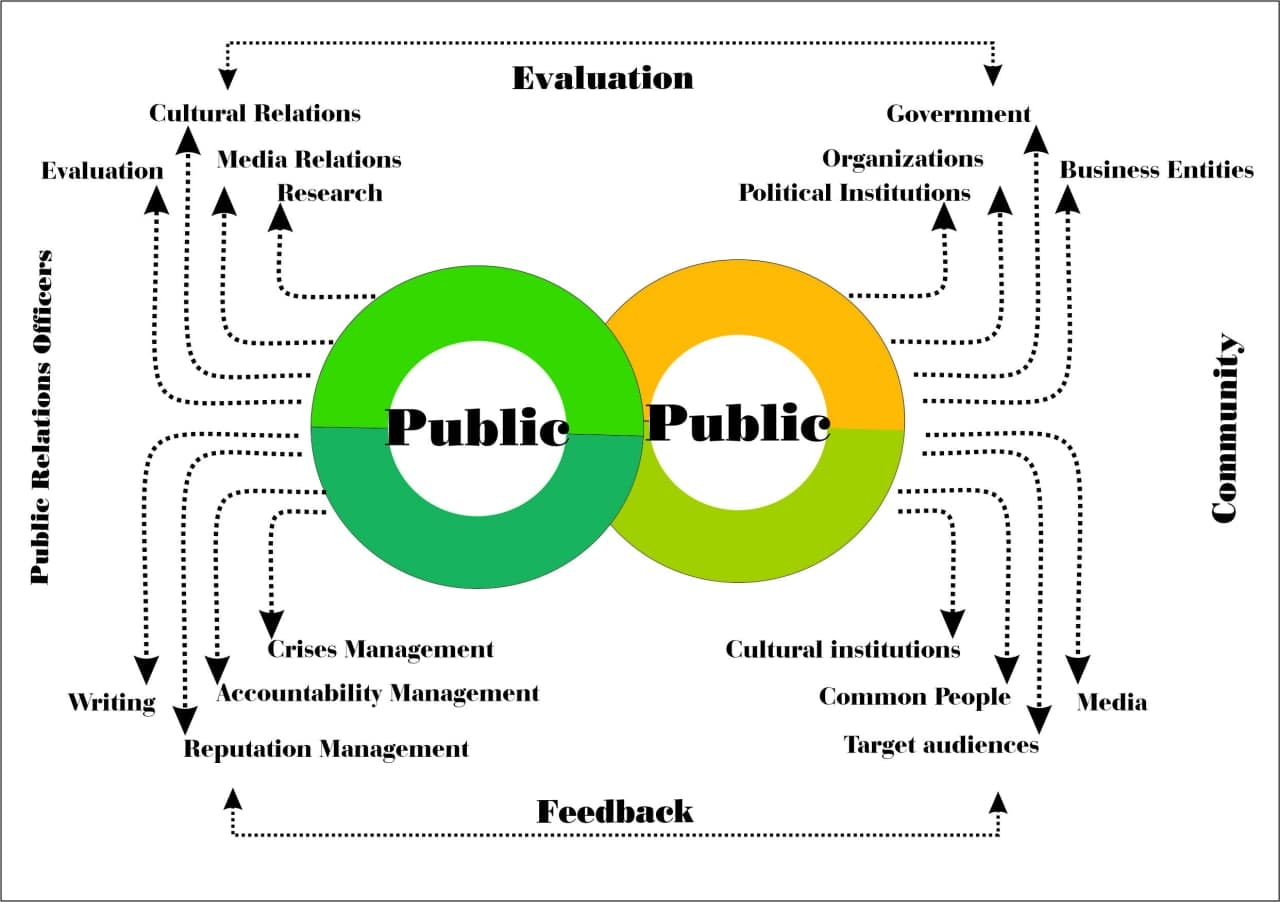 Evaluation
Cultural Relations
Government
Evaluation
Media Relations
Organizations
Business Entities
Research
Political Institutions
Public Relations Officers
Public
Public
Community
Crises Management
Cultural institutions
Writing
Accountability Management
Common People
Media
Reputation Management
Target audiences
Feedback